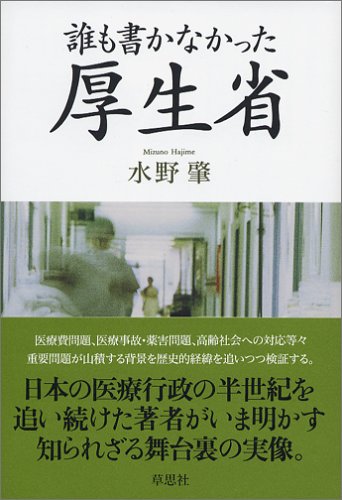 誰も書かなかった
厚生省
Mizuno Hajime
水野 肇
医療費問題、医療事故・薬害問題、高齢社会への対応等々
重要問題が山積する背景を歴史的経緯を追いつつ検証する。
日本の医療行政の半世紀を
追い続けた著者がいま明かす
知られざる舞台裏の実像。
草思社